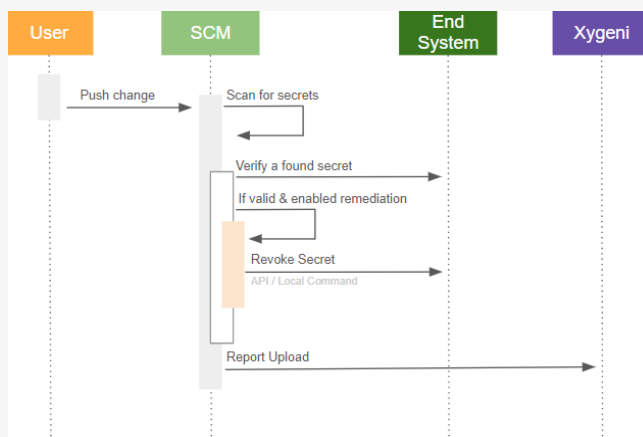 User
SCM
End
System
Xygeni
Push change
Scan for secrets
Verify a found secret
If valid & enabled remediation
Revoke Secret
API / Local Command
Report Upload